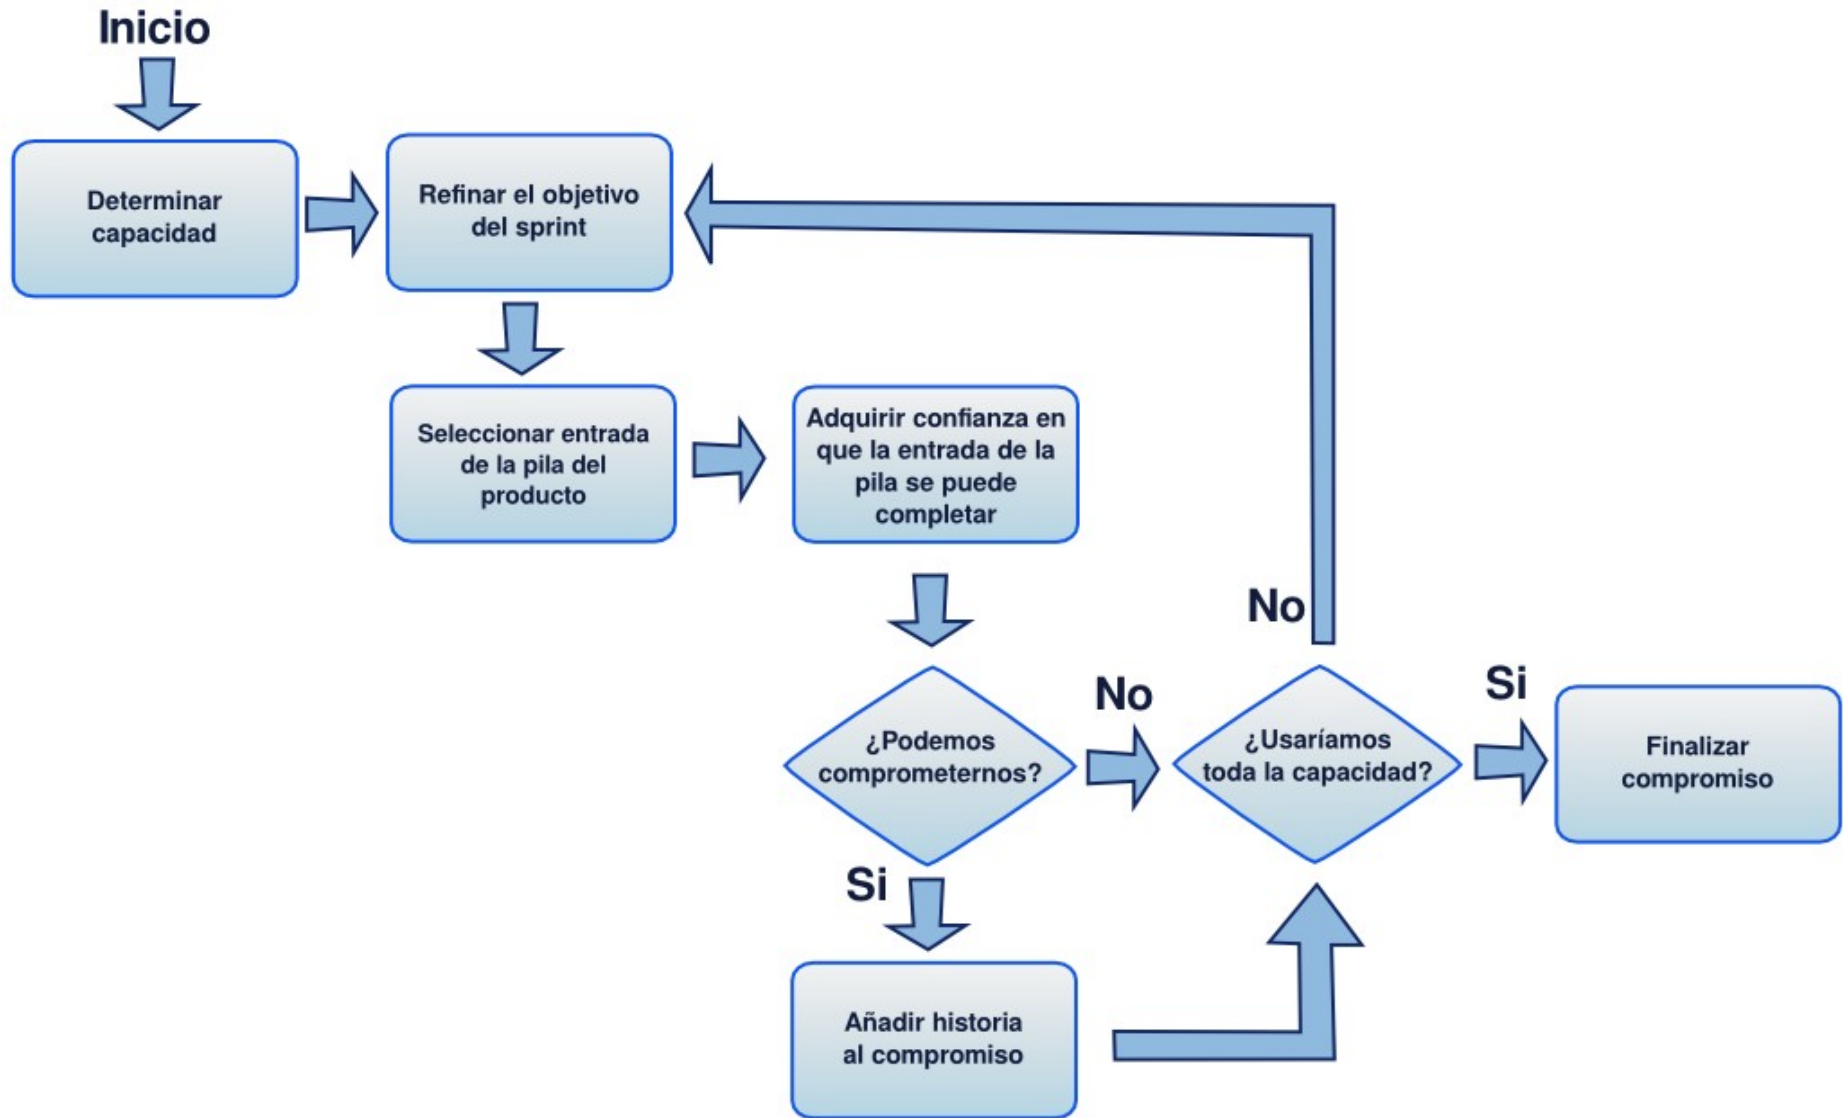 Inicio
Determinar
capacidad
Refinar el objetivo
del sprint
Seleccionar entrada
de la pila del
producto
Adquirir confianza en
que la entrada de la
pila se puede
completar
¿Podemos
comprometernos?
No
Si
Añadir historia
al compromiso
¿Usaríamos
toda la capacidad?
No
Si
Finalizar
compromiso